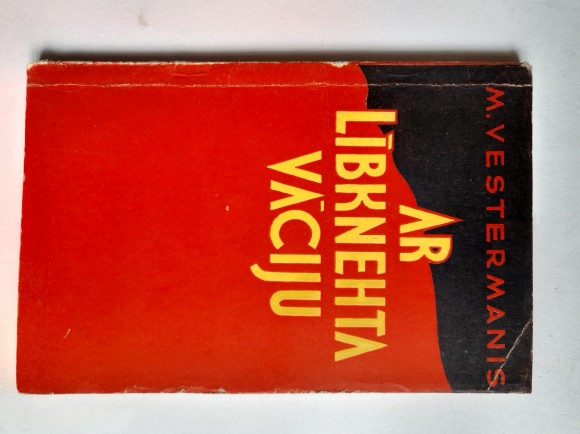 M. VESTERMANIS
AR
LĪBKNEHTA
VĀCIJU